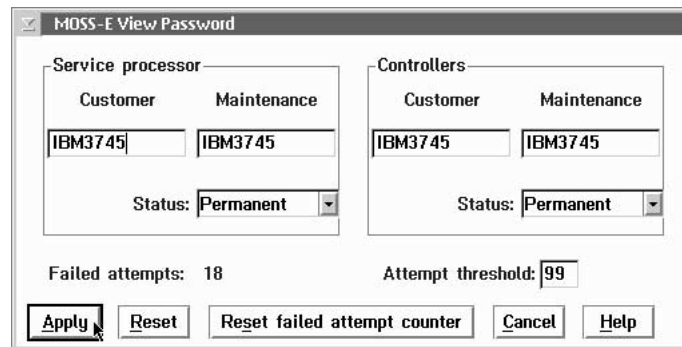 MOSS-E View Password
Service processor Controllers
Customer Maintenance Customer Maintenance
IBM3745 IBM3745 IBM3745 IBM3745
Status: Permanent Status: Permanent
Failed attempts: 18 Attempt threshold: 99
Apply Reset Reset failed attempt counter Cancel Help